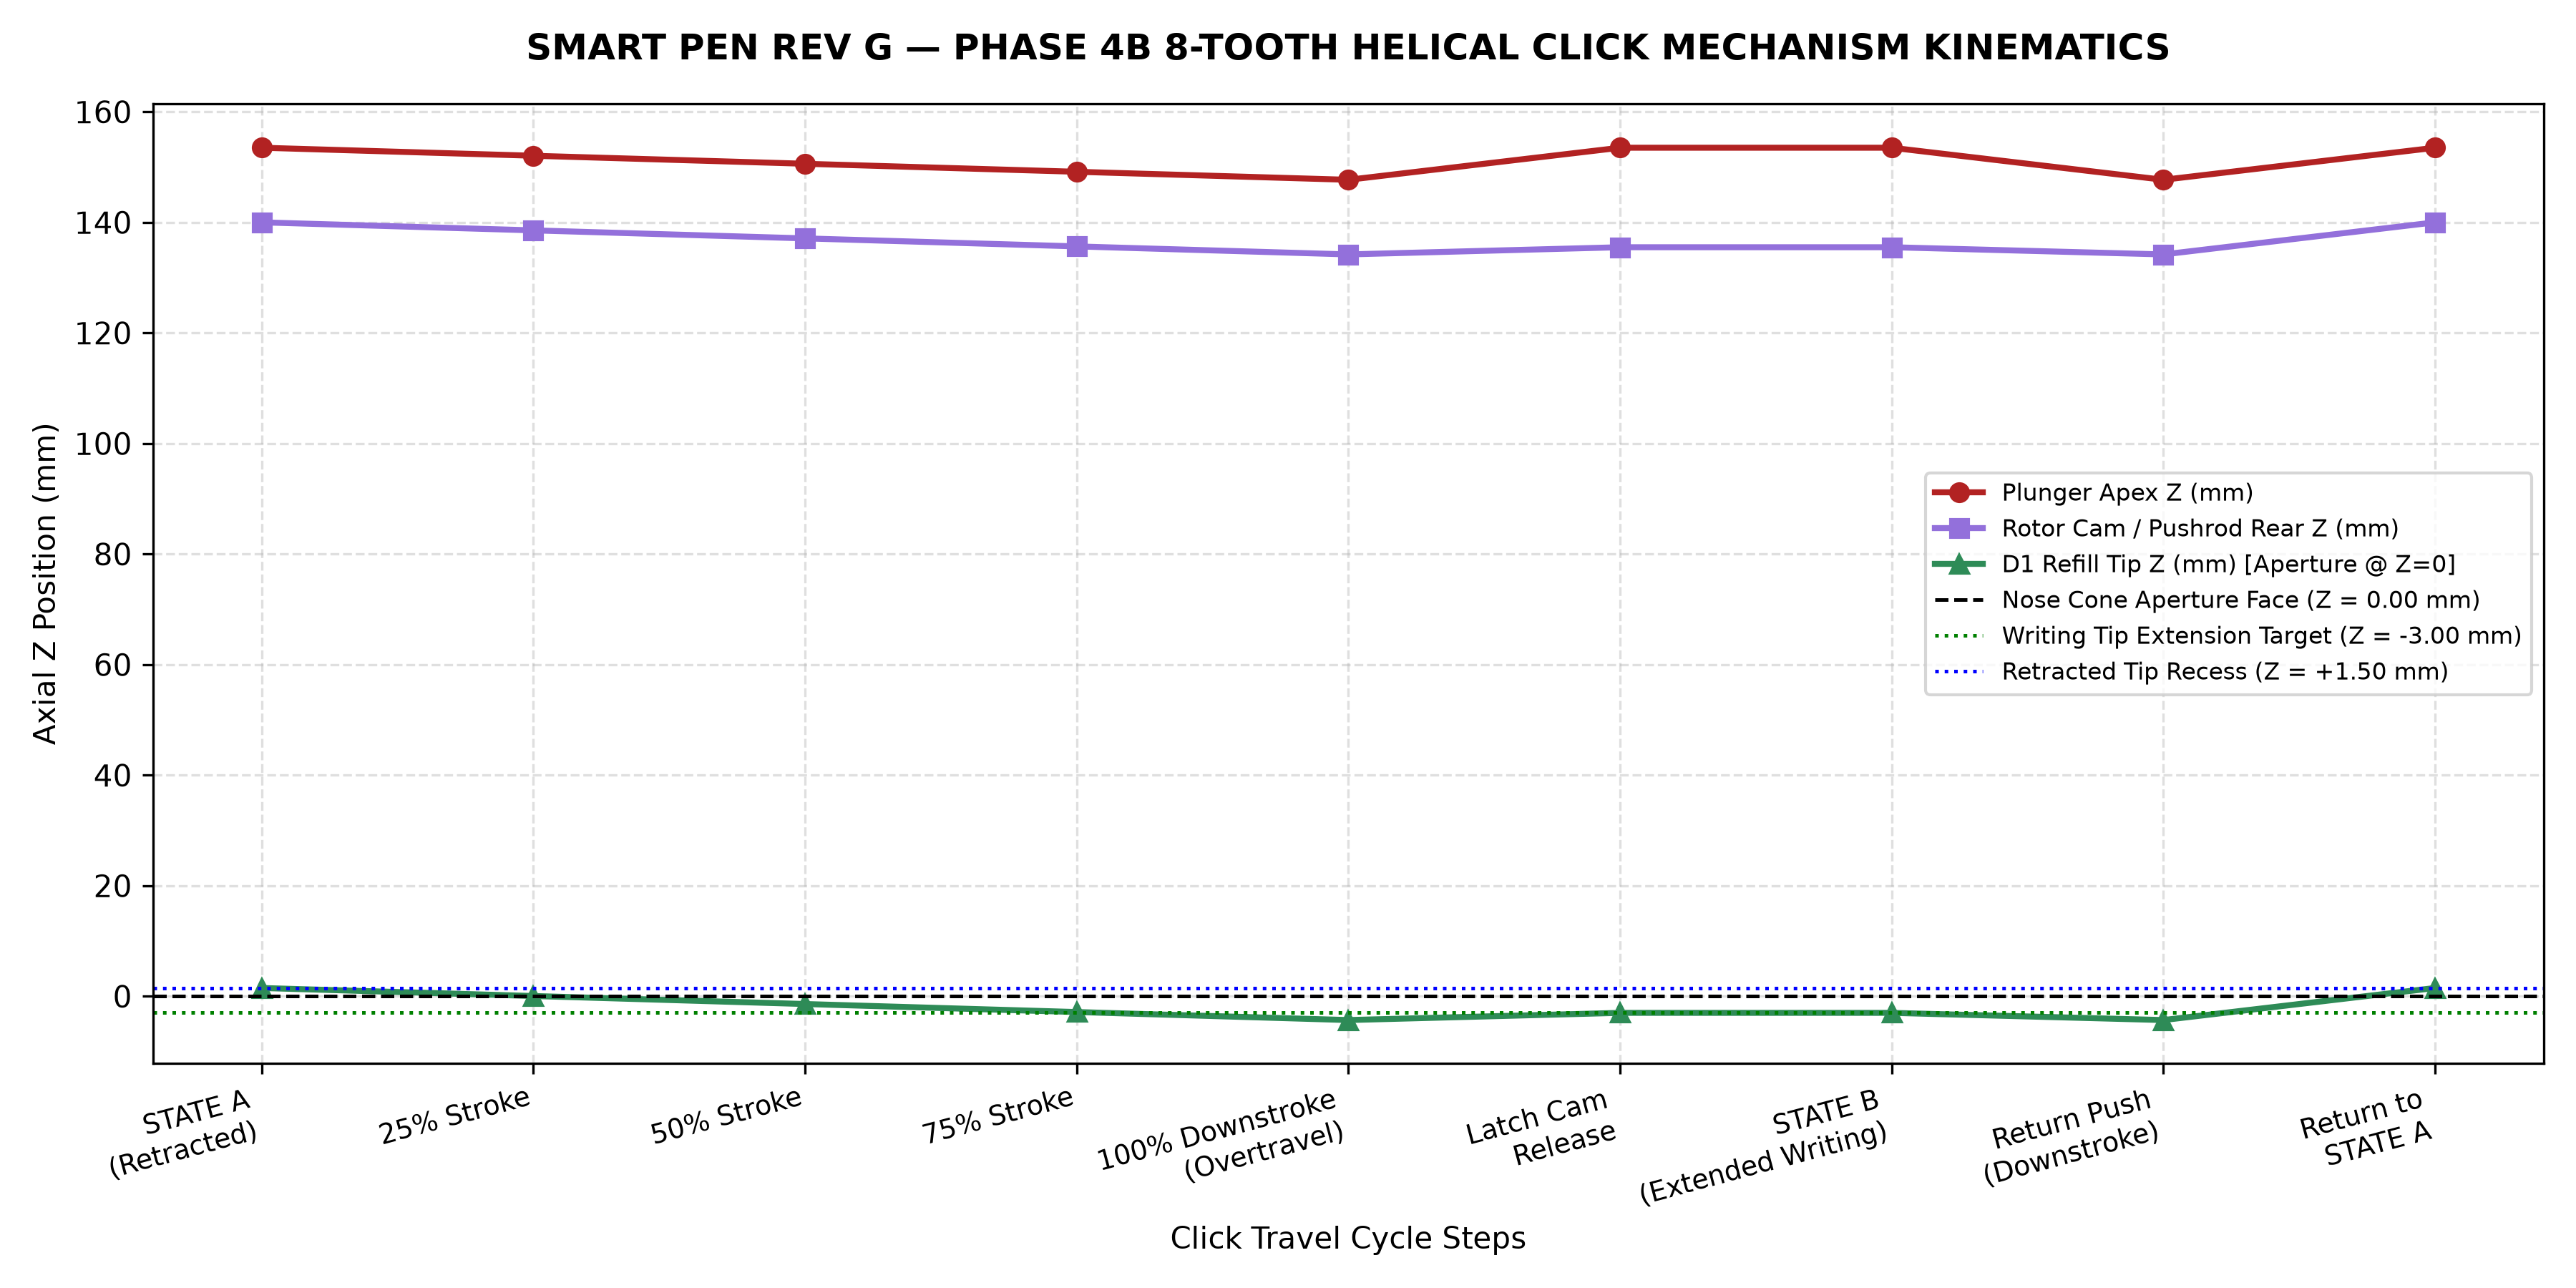 SMART PEN REV G — PHASE 4B 8-TOOTH HELICAL CLICK MECHANISM KINEMATICS
Axial Z Position (mm)
160
140
120
100
80
60
40
20
0
Plunger Apex Z (mm)
Rotor Cam / Pushrod Rear Z (mm)
D1 Refill Tip Z (mm) [Aperture @ Z=0]
Nose Cone Aperture Face (Z = 0.00 mm)
Writing Tip Extension Target (Z = -3.00 mm)
Retracted Tip Recess (Z = +1.50 mm)
STATE A
(Retracted)
25% Stroke
50% Stroke
75% Stroke
100% Downstroke
(Overtravel)
Latch Cam
Release
STATE B
(Extended Writing)
Return Push
(Downstroke)
Return to
STATE A
Click Travel Cycle Steps